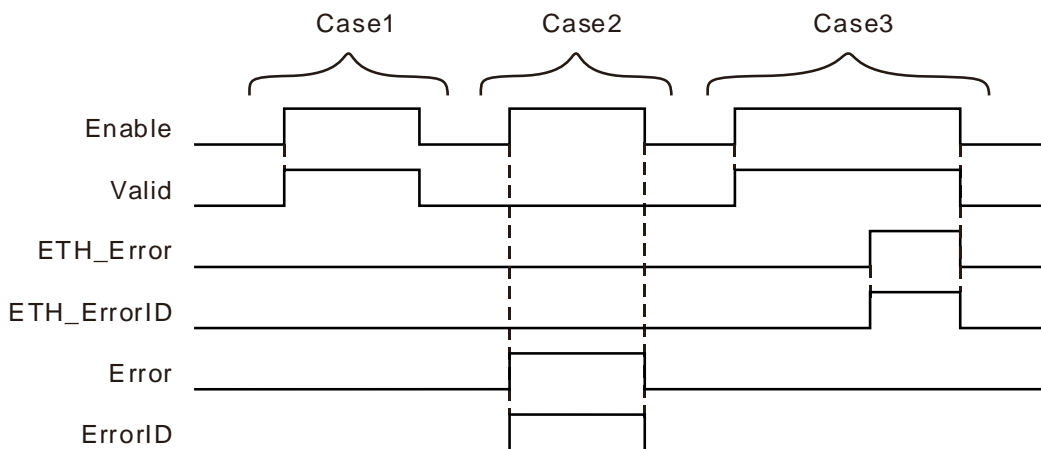 Case1 Case2 Case3
Enable
Valid
ETH_Error
ETH_ErrorID
Error
ErrorID